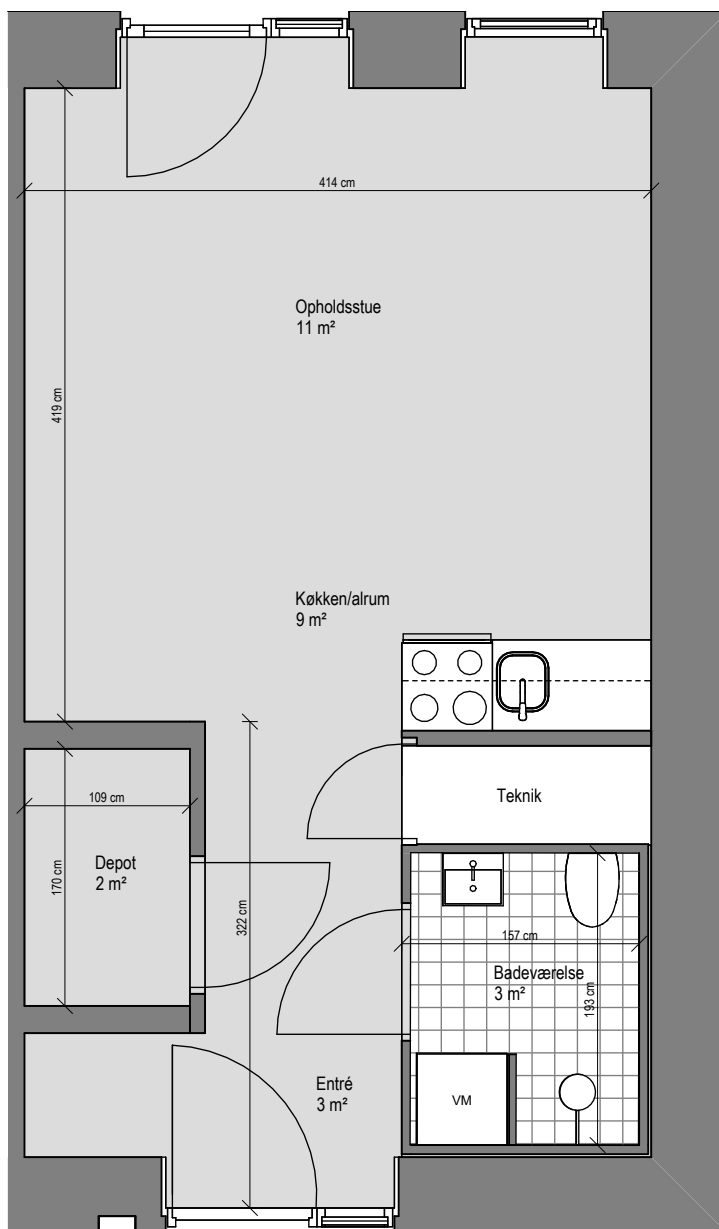 414 cm
Opholdsstue
11 m²
419 cm
Køkken/alrum
9 m²
Teknik
109 cm
Depot
2 m²
170 cm
322 cm
157 cm
Badeværelse
3 m²
193 cm
Entré
3 m²
VM